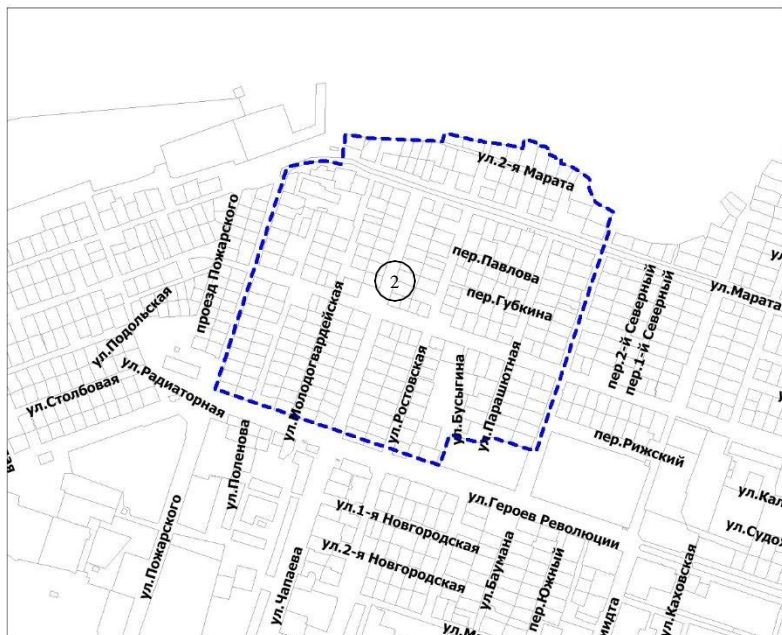 ул.2-я Марата
проезд Пожарского
пер.Павлова
2
пер.Губкина
пер.2-й Северный
пер.1-й Северный
ул.Марата
ул.Подольская
ул.Молодогвардейская
ул.Столбовая
ул.Радиаторная
ул.Ростовская
ул.Бусыгина
ул.Парашютная
пер.Рижский
ул.Поленова
ул.Героев Революции
ул.1-я Новгородская
ул.2-я Новгородская
ул.Пожарского
ул.Чапаева
ул.Баумана
пер.Южный
ул.Каховская